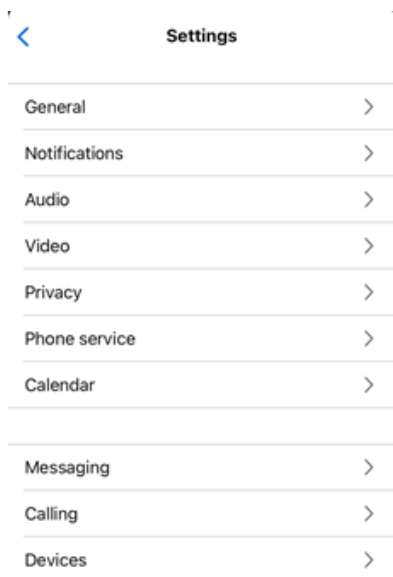 Settings
General
Notifications
Audio
Video
Privacy
Phone service
Calendar
Messaging
Calling
Devices